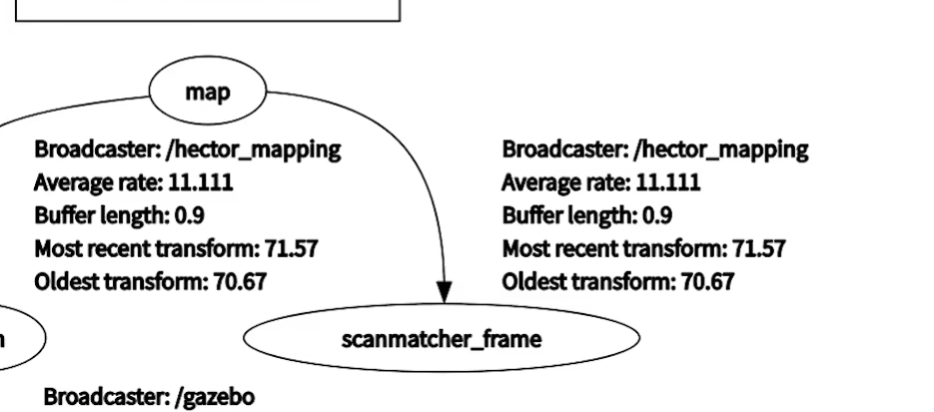 map
Broadcaster: /hector_mapping
Average rate: 11.111
Buffer length: 0.9
Most recent transform: 71.57
Oldest transform: 70.67
Broadcaster: /hector_mapping
Average rate: 11.111
Buffer length: 0.9
Most recent transform: 71.57
Oldest transform: 70.67
scanmatcher_frame
Broadcaster: /gazebo